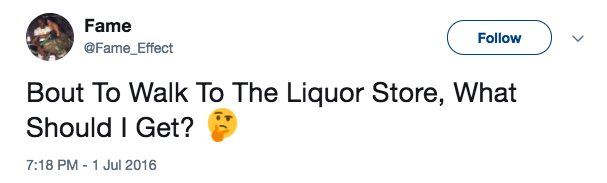 Fame
@Fame_Effect
Follow
Bout To Walk To The Liquor Store, What
Should I Get? 🤔
7:18 PM - 1 Jul 2016